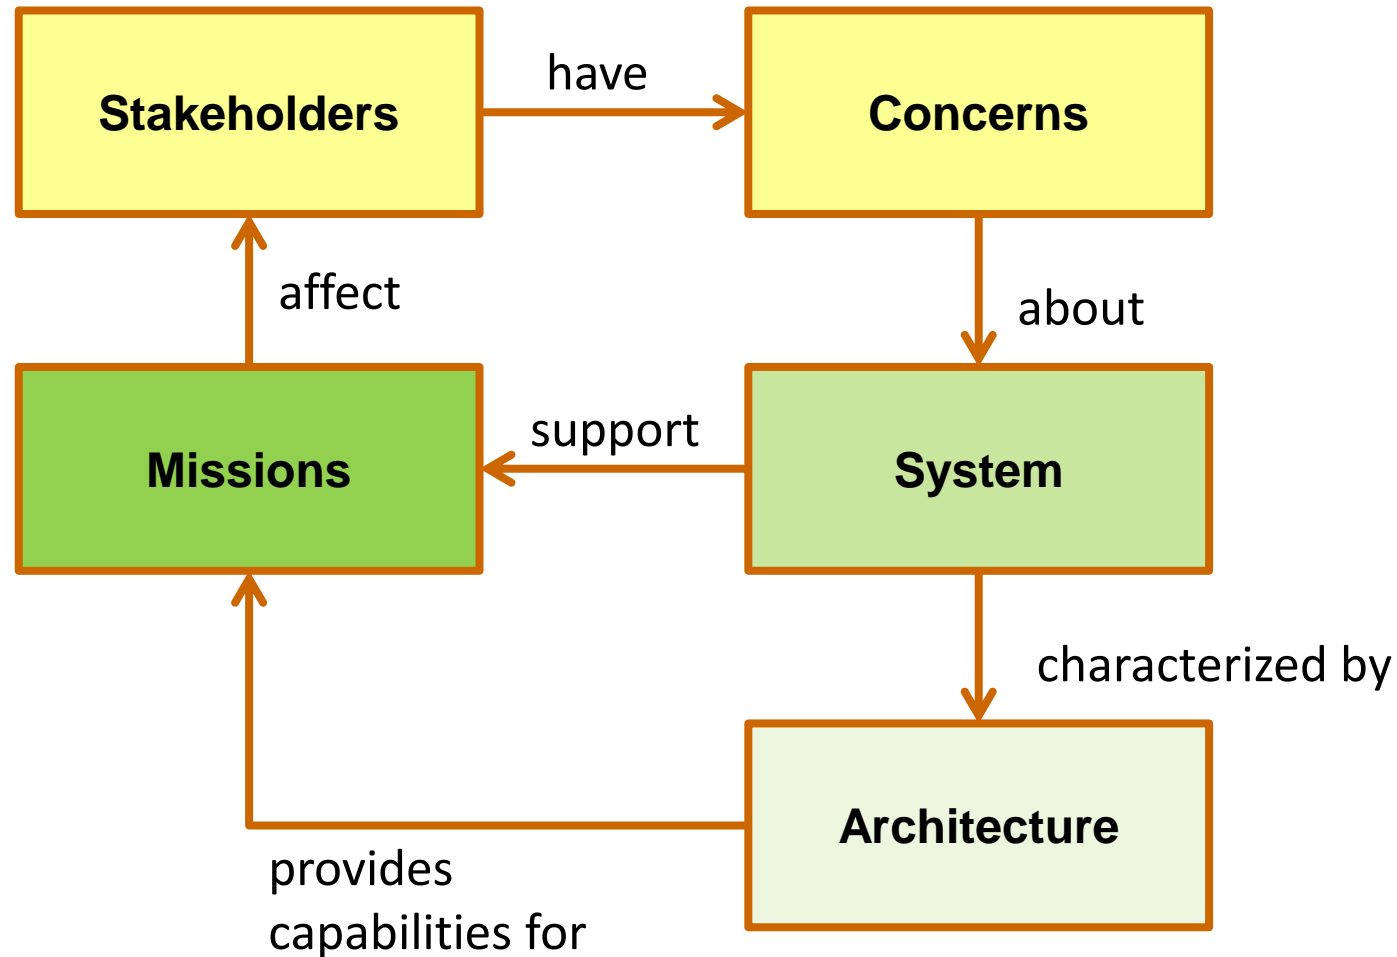 have
Stakeholders
Concerns
affect
about
support
Missions
System
characterized by
Architecture
provides
capabilities for